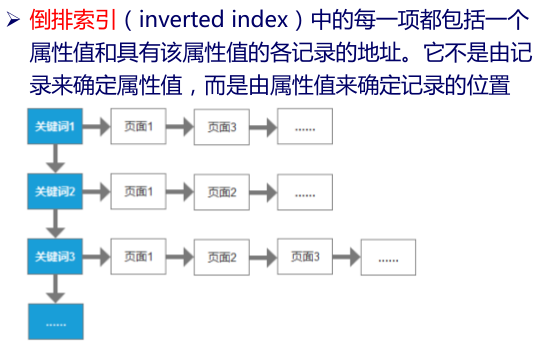 ➢ 倒排索引（inverted index）中的每一项都包括一个
属性值和具有该属性值的各记录的地址。它不是由记
录来确定属性值，而是由属性值来确定记录的位置
关键词1 页面1 页面3 ......
关键词2 页面1 页面2 ......
关键词3 页面1 页面2 页面3 ......
......